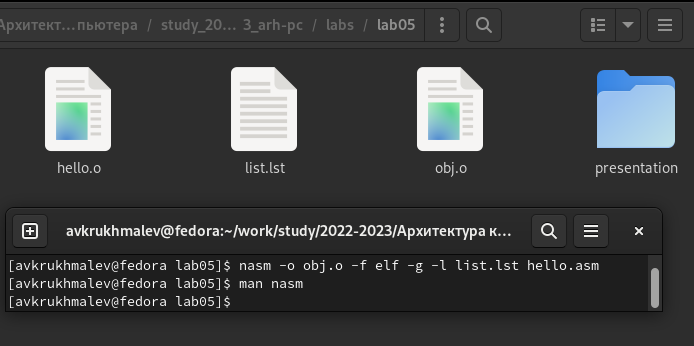 Архитект…пьютера / study_20… 3_arh-pc / labs / lab05
hello.o
list.lst
obj.o
presentation
avkrukhmalev@fedora:~/work/study/2022-2023/Архитектура к…
[avkrukhmalev@fedora lab05]$ nasm -o obj.o -f elf -g -l list.lst hello.asm
[avkrukhmalev@fedora lab05]$ man nasm
[avkrukhmalev@fedora lab05]$